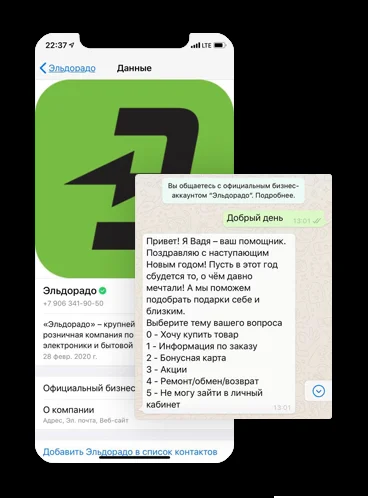 22:37
LTE
Эльдорадо
Данные
Эльдорадо
+7 906 341-90-50
«Эльдорадо» – крупней
розничная компания по
электроники и бытовой
28 февр. 2020 г.
Официальный бизнес
О компании
Адрес, Эл. почта, Веб-сайт
Добавить Эльдорадо в список контактов
Вы общаетесь с официальным бизнес-
аккаунтом "Эльдорадо". Подробнее.
Добрый день
13:01
Привет! Я Вадя – ваш помощник.
Поздравляю с наступающим
Новым годом! Пусть в этот год
сбудется то, о чём давно
мечтали! А мы поможем
подобрать подарки себе и
близким.
Выберите тему вашего вопроса
0 - Хочу купить товар
1 - Информация по заказу
2 - Бонусная карта
3 - Акции
4 - Ремонт/обмен/возврат
5 - Не могу зайти в личный
кабинет
13:01